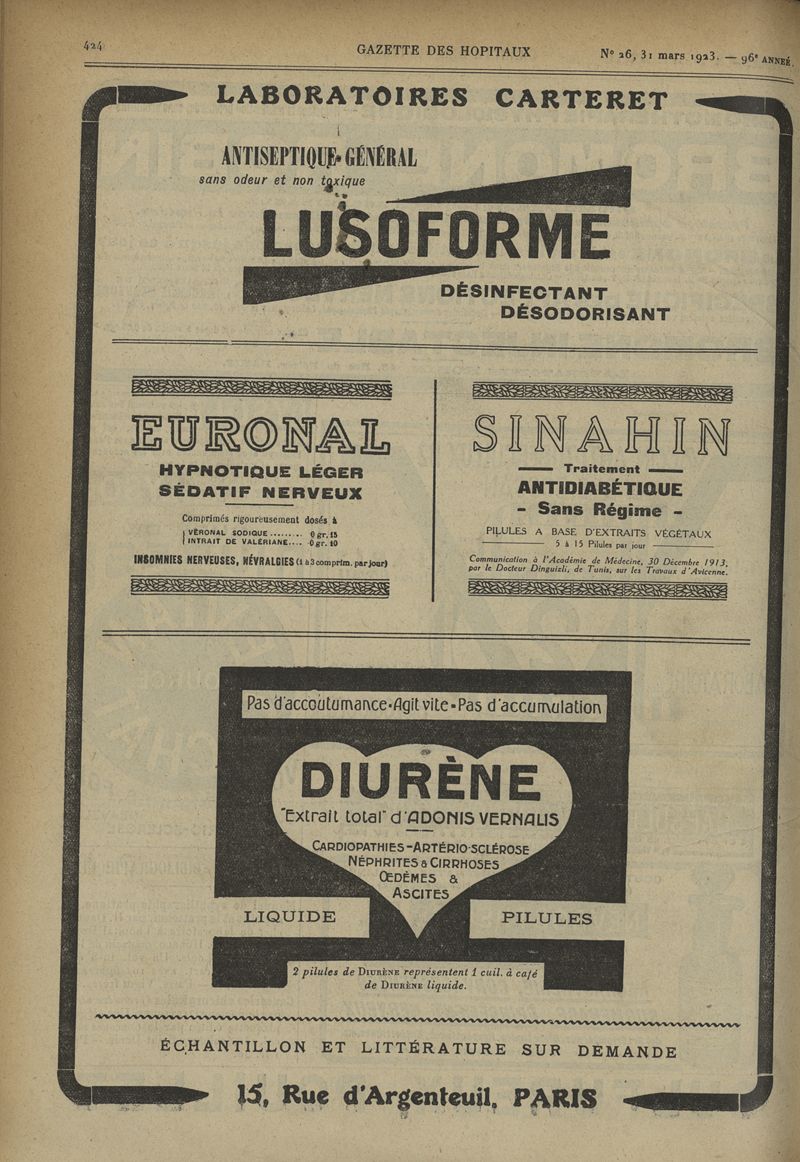 424
GAZETTE DES HOPITAUX
Nº 26, 31 mars 1923. — 96e ANNÉE.
LABORATOIRES CARTERET
ANTISEPTIQUE-GÉNÉRAL
sans odeur et non toxique
LUSOFORME
DÉSINFECTANT
DÉSODORISANT
EURONAL
HYPNOTIQUE LÉGER
SÉDATIF NERVEUX
Comprimés rigoureusement dosés à
VÉRONAL SODIQUE......... 0 gr. 15
INTRAIT DE VALÉRIANE.... 0 gr. 10
INSOMNIES NERVEUSES, NÉVRALGIES (1 à 3 comprim. par jour)
SINAHIN
Traitement
ANTIDIABÉTIQUE
- Sans Régime -
PILULES A BASE D'EXTRAITS VÉGÉTAUX
5 à 15 Pilules par jour
Communication à l'Académie de Médecine, 30 Décembre 1913,
par le Docteur Dinguizli, de Tunis, sur les Travaux d'Avicenne.
Pas d'accoutumance-Agit vite-Pas d'accumulation
DIURÈNE
"Extrait total" d'ADONIS VERNALIS
CARDIOPATHIES-ARTÉRIO-SCLÉROSE
NÉPHRITES & CIRRHOSES
ŒDÈMES &
ASCITES
LIQUIDE
PILULES
2 pilules de DIURÈNE représentent 1 cuil. à café
de DIURÈNE liquide.
ÉCHANTILLON ET LITTÉRATURE SUR DEMANDE
15, Rue d'Argenteuil, PARIS